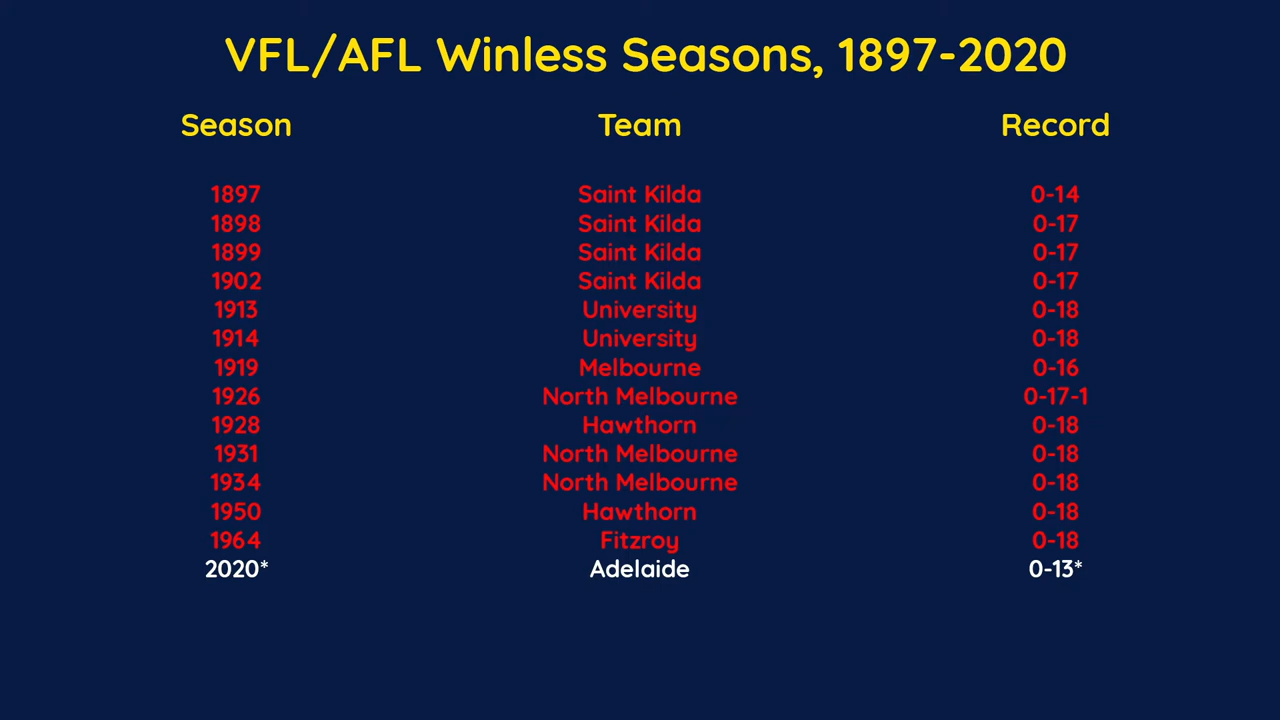 VFL/AFL Winless Seasons, 1897-2020
Season Team Record
1897 Saint Kilda 0-14
1898 Saint Kilda 0-17
1899 Saint Kilda 0-17
1902 Saint Kilda 0-17
1913 University 0-18
1914 University 0-18
1919 Melbourne 0-16
1926 North Melbourne 0-17-1
1928 Hawthorn 0-18
1931 North Melbourne 0-18
1934 North Melbourne 0-18
1950 Hawthorn 0-18
1964 Fitzroy 0-18
2020* Adelaide 0-13*